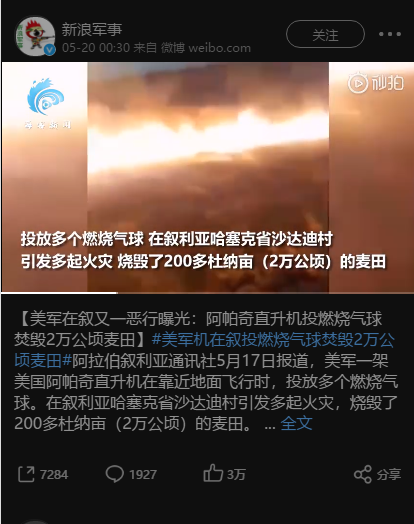 新浪军事
05-20 00:30 来自 微博 weibo.com
关注
秒拍
投放多个燃烧气球 在叙利亚哈塞克省沙达迪村
引发多起火灾 烧毁了200多杜纳亩（2万公顷）的麦田
【美军在叙又一恶行曝光：阿帕奇直升机投燃烧气球
焚毁2万公顷麦田】#美军机在叙投燃烧气球焚毁2万公
顷麦田#阿拉伯叙利亚通讯社5月17日报道，美军一架
美国阿帕奇直升机在靠近地面飞行时，投放多个燃烧气
球。在叙利亚哈塞克省沙达迪村引发多起火灾，烧毁了
200多杜纳亩（2万公顷）的麦田。 ... 全文
7284
1927
3万
分享